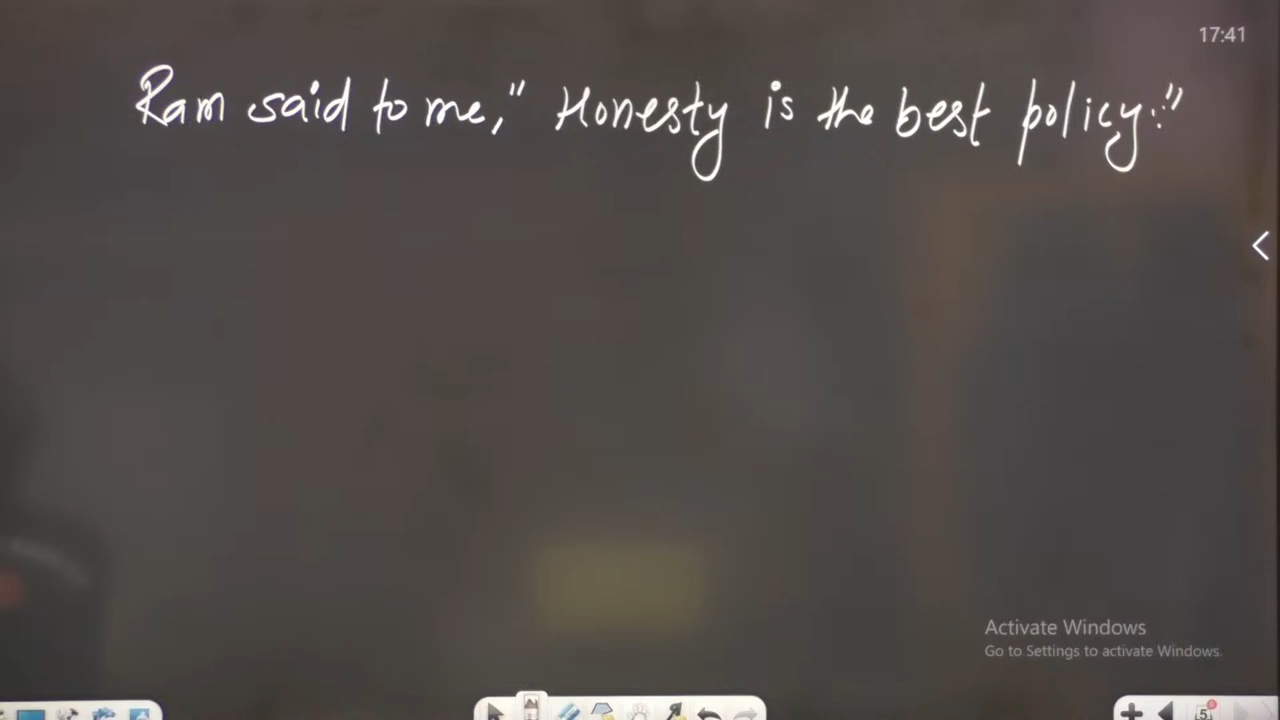 17:41
Ram said to me," Honesty is the best policy."
Activate Windows
Go to Settings to activate Windows.
5